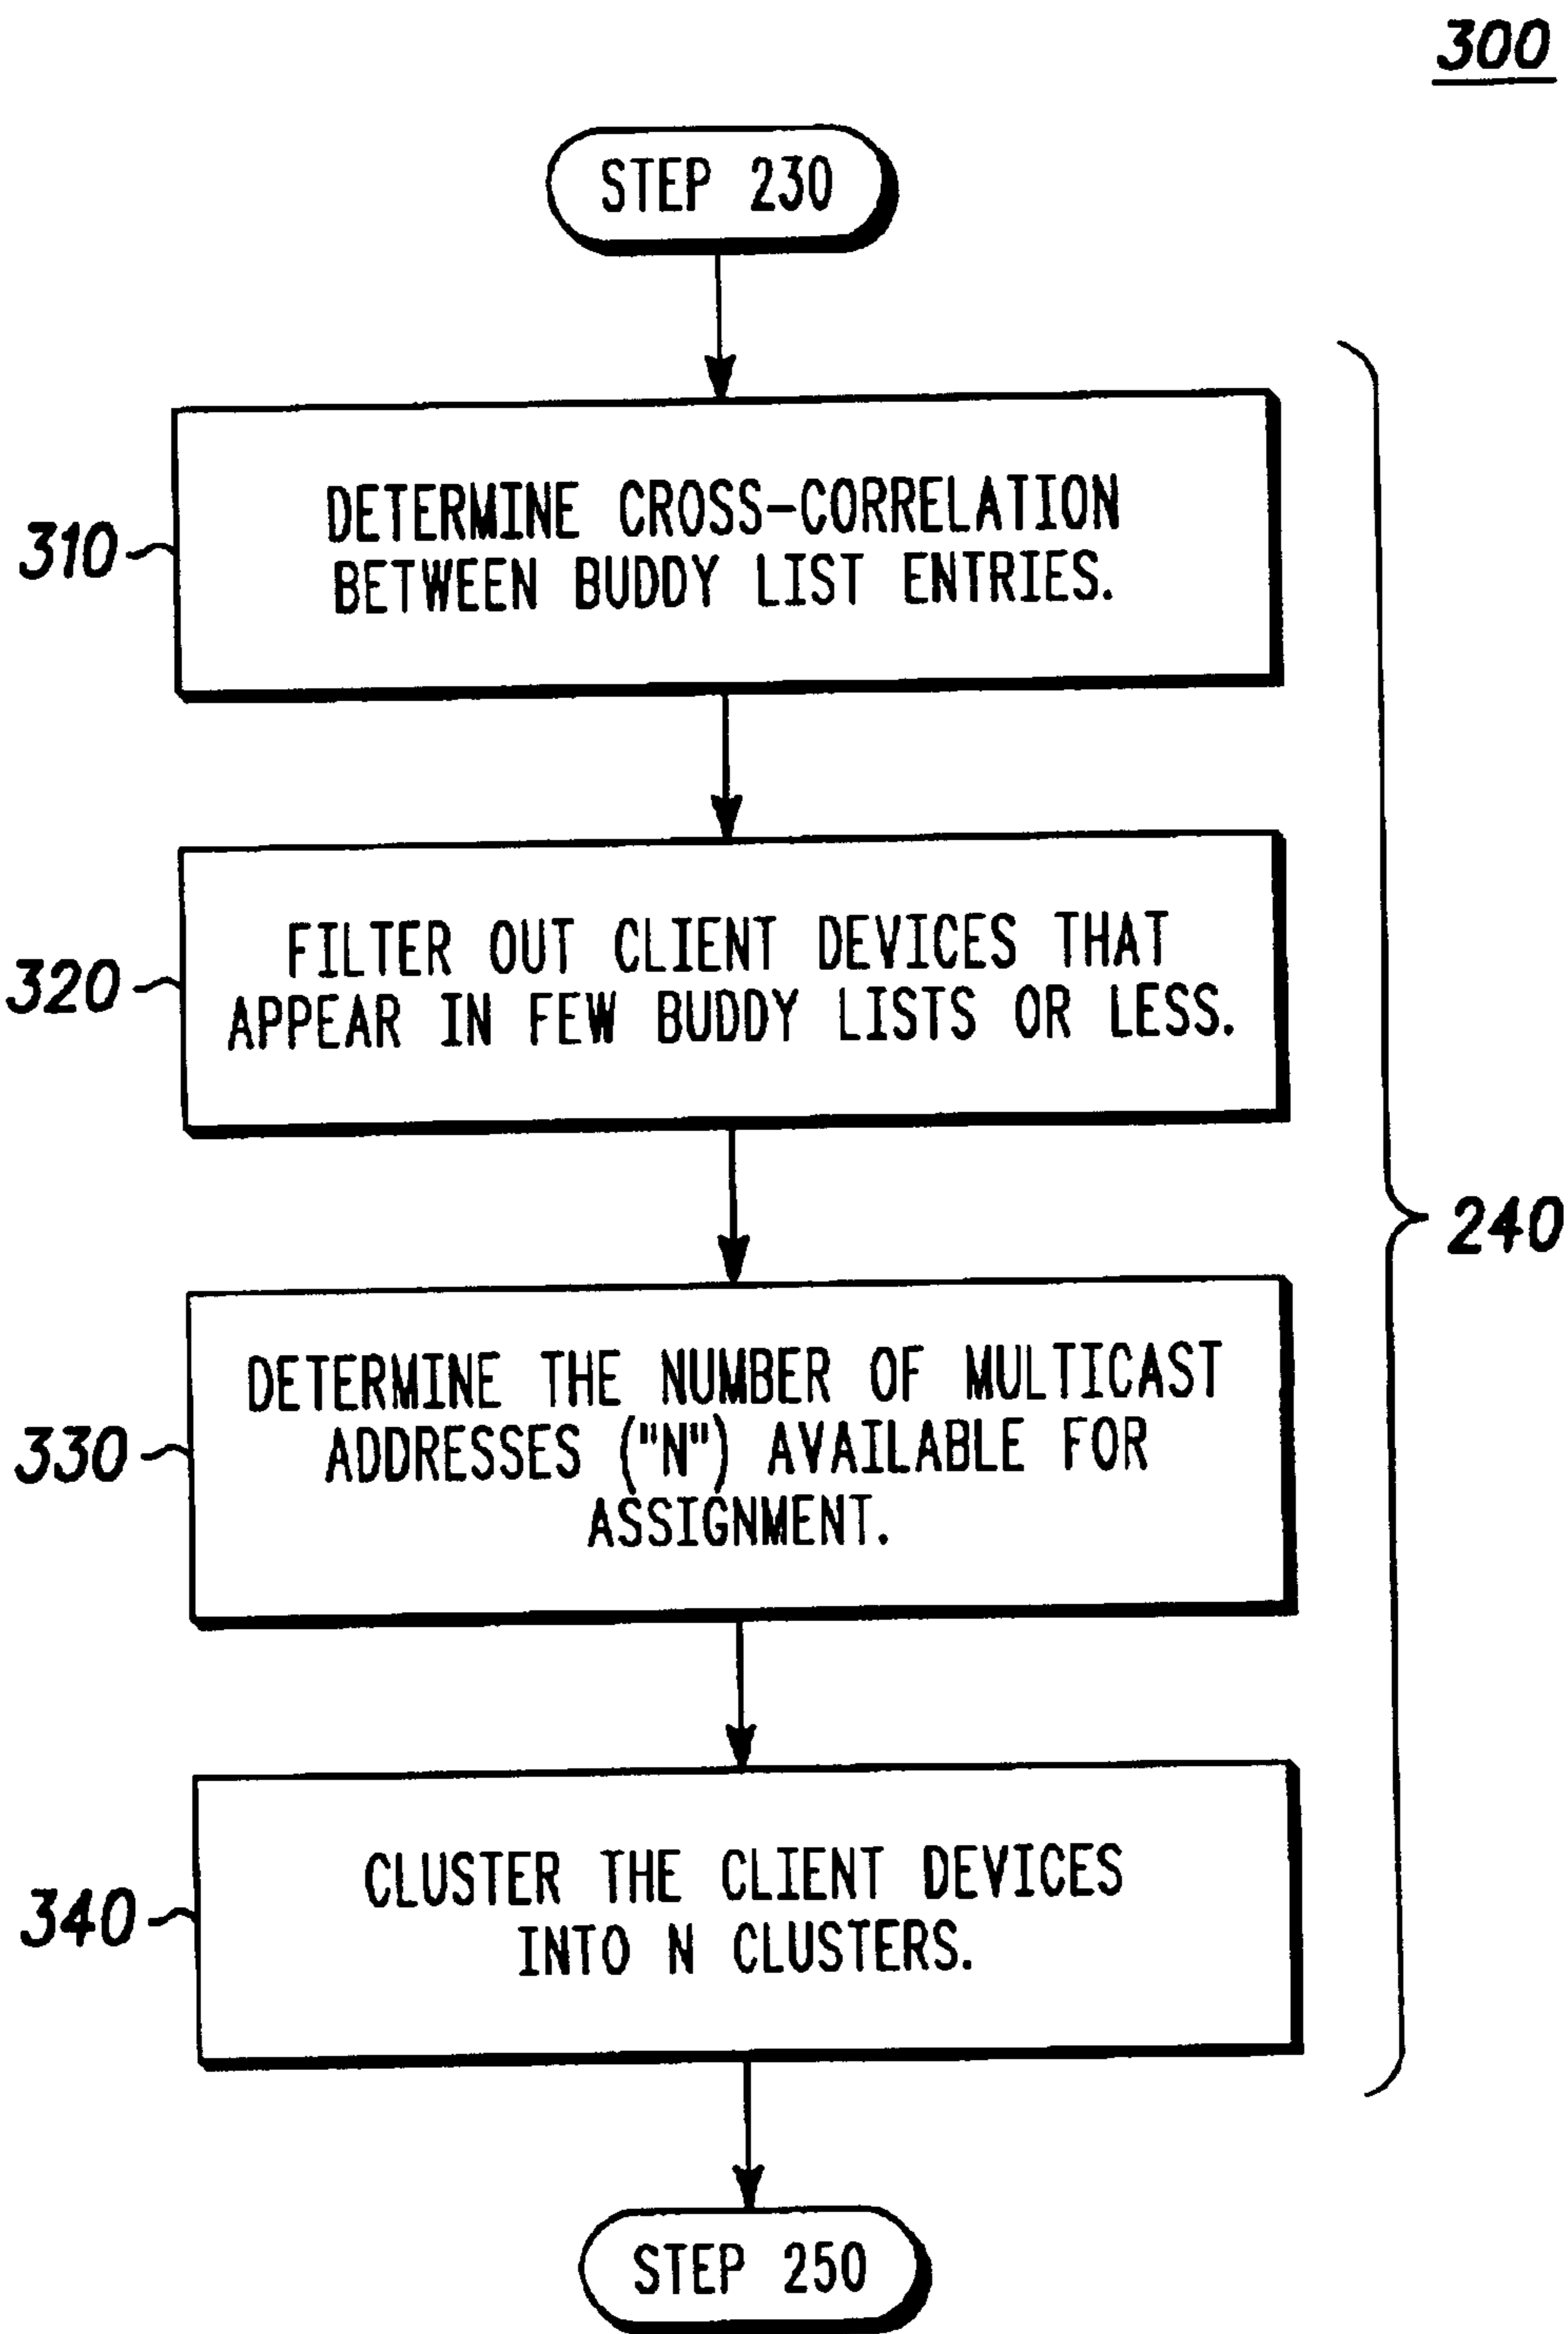 300
STEP 230
310
DETERMINE CROSS-CORRELATION
BETWEEN BUDDY LIST ENTRIES.
320
FILTER OUT CLIENT DEVICES THAT
APPEAR IN FEW BUDDY LISTS OR LESS.
240
330
DETERMINE THE NUMBER OF MULTICAST
ADDRESSES ("N") AVAILABLE FOR
ASSIGNMENT.
340
CLUSTER THE CLIENT DEVICES
INTO N CLUSTERS.
STEP 250